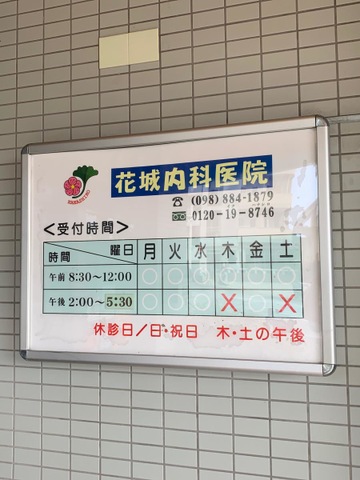 花城内科医院
☎ (098) 884-1879
0120-19-8746
<受付時間>
時間 曜日 月 火 水 木 金 土
午前 8:30~12:00 ○ ○ ○ ○ ○ ○
午後 2:00~5:30 ○ ○ ○ X ○ X
休診日/日・祝日 木・土の午後